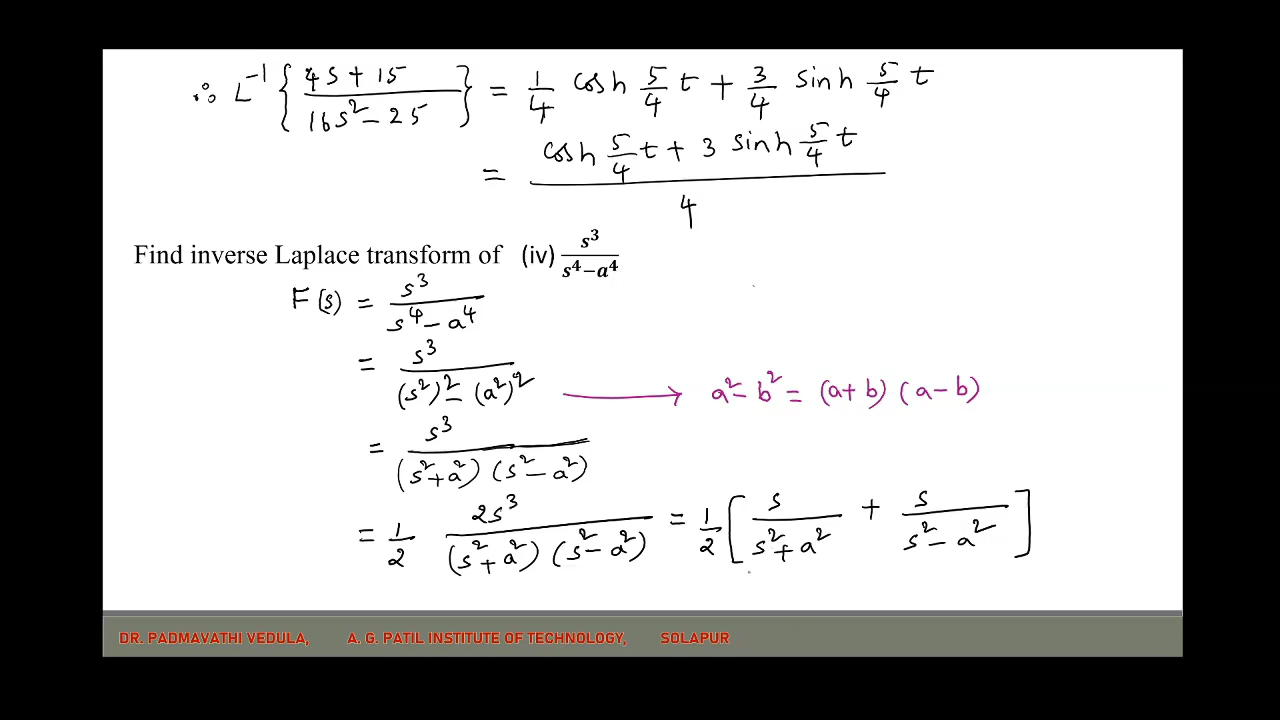 ∴ L⁻¹ { (4s + 15) / (16s² - 25) } = 1/4 cosh 5/4 t + 3/4 sinh 5/4 t
= (cosh 5/4 t + 3 sinh 5/4 t) / 4
Find inverse Laplace transform of (iv) s³ / (s⁴−a⁴)
F(s) = s³ / (s⁴ - a⁴)
= s³ / ((s²)² - (a²)²) → a² - b² = (a+b) (a-b)
= s³ / ((s²+a²) (s²-a²))
= 1/2 2s³ / ((s²+a²) (s²-a²)) = 1/2 [ s / (s²+a²) + s / (s²-a²) ]
DR. PADMAVATHI VEDULA, A. G. PATIL INSTITUTE OF TECHNOLOGY, SOLAPUR